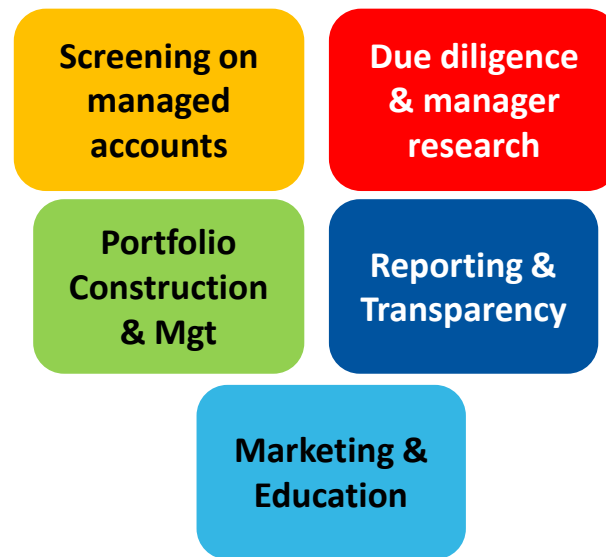 Screening on
managed
accounts
Due diligence
& manager
research
Portfolio
Construction
& Mgt
Reporting &
Transparency
Marketing &
Education